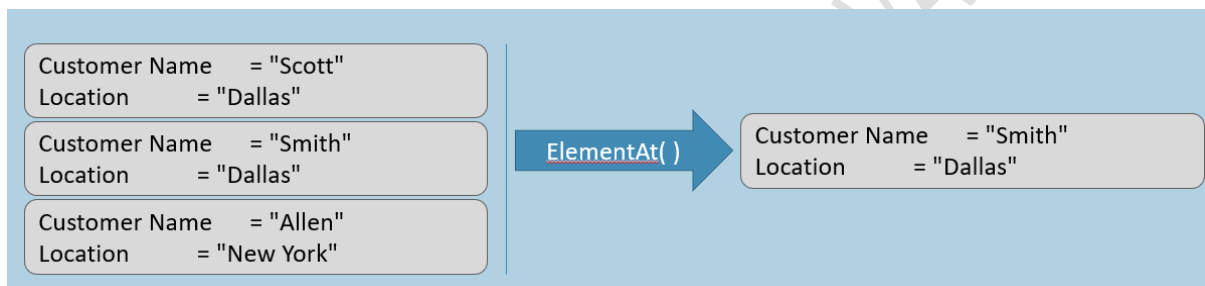 Customer Name = "Scott"
Location = "Dallas"
Customer Name = "Smith"
Location = "Dallas"
Customer Name = "Allen"
Location = "New York"
ElementAt( )
Customer Name = "Smith"
Location = "Dallas"